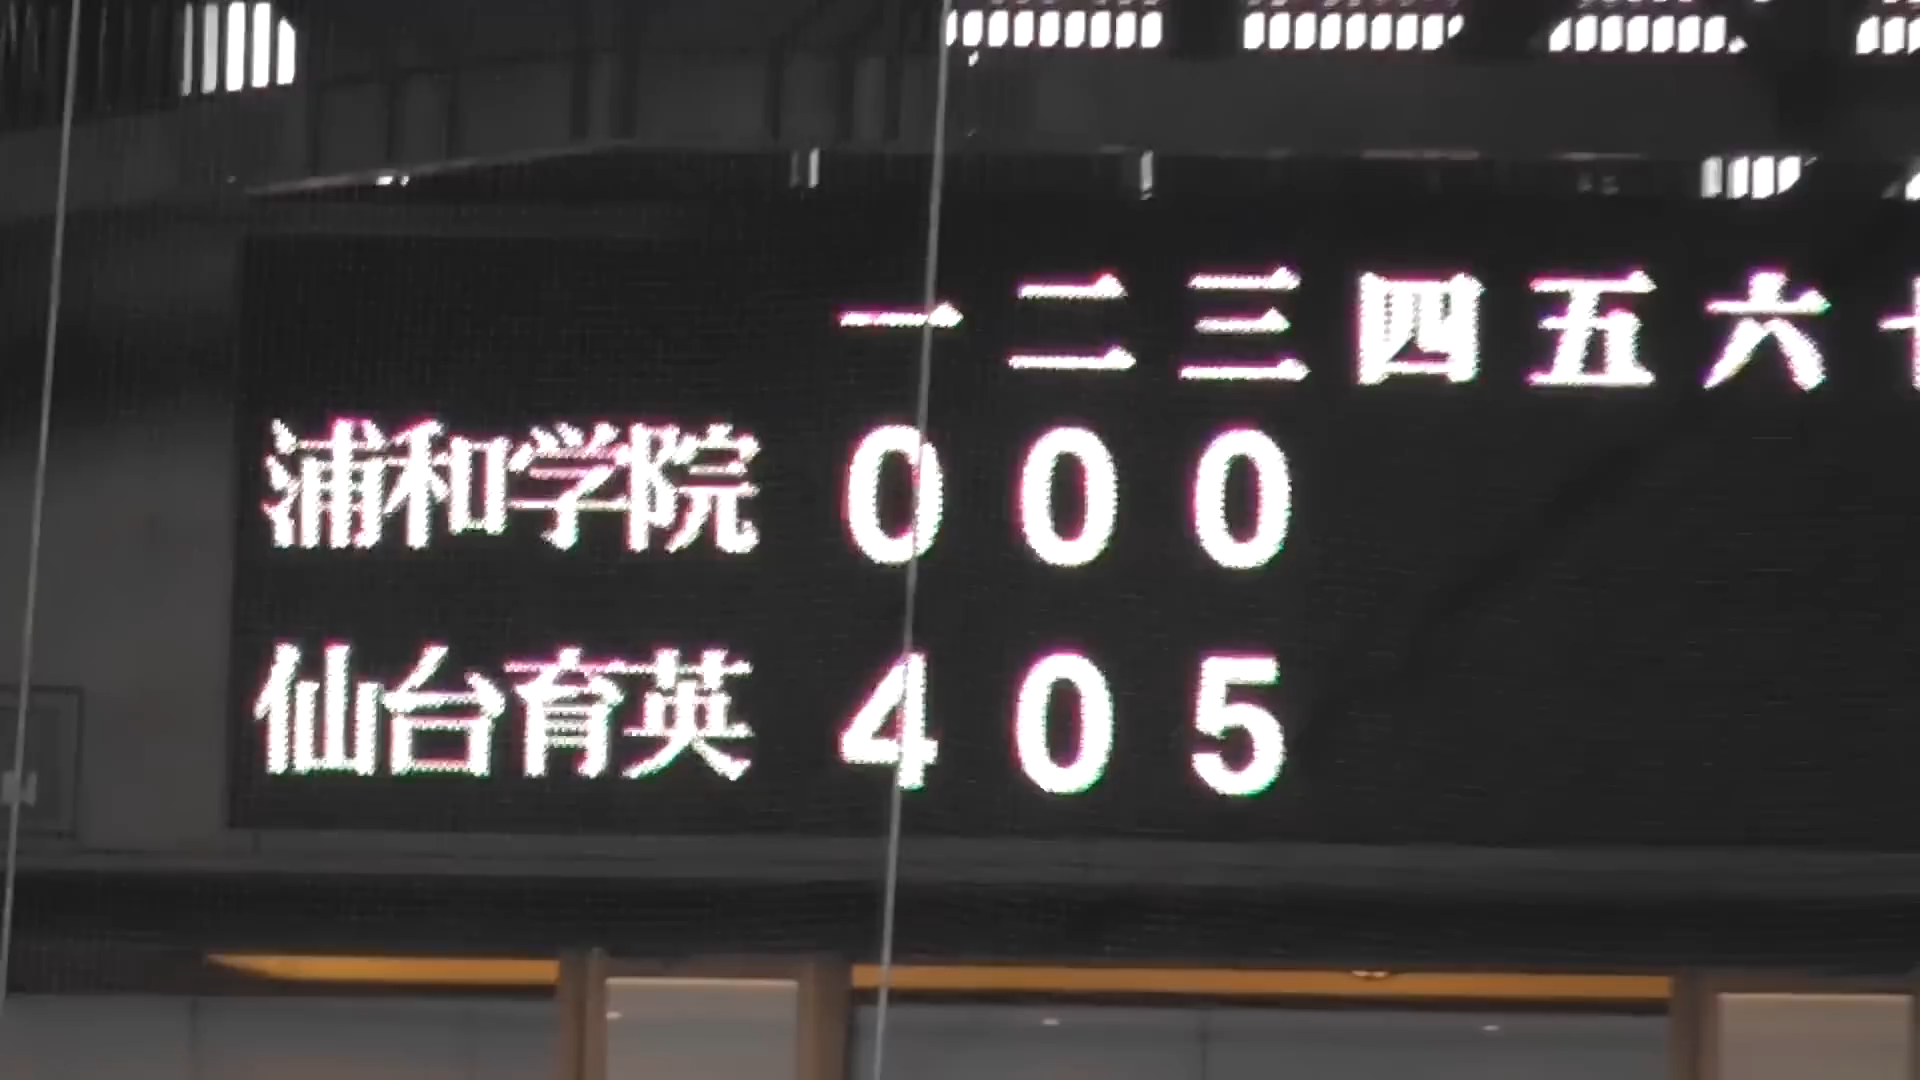 一 二 三 四 五 六
浦和学院 0 0 0
仙台育英 4 0 5